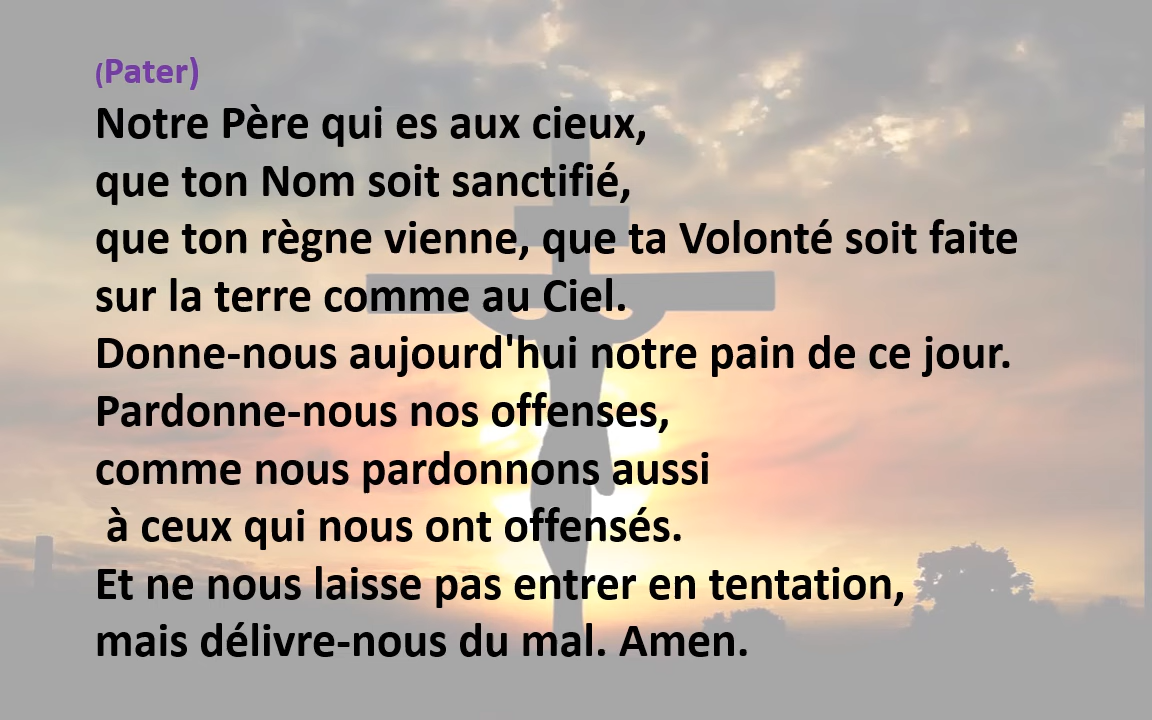 (Pater)
Notre Père qui es aux cieux,
que ton Nom soit sanctifié,
que ton règne vienne, que ta Volonté soit faite
sur la terre comme au Ciel.
Donne-nous aujourd'hui notre pain de ce jour.
Pardonne-nous nos offenses,
comme nous pardonnons aussi
à ceux qui nous ont offensés.
Et ne nous laisse pas entrer en tentation,
mais délivre-nous du mal. Amen.